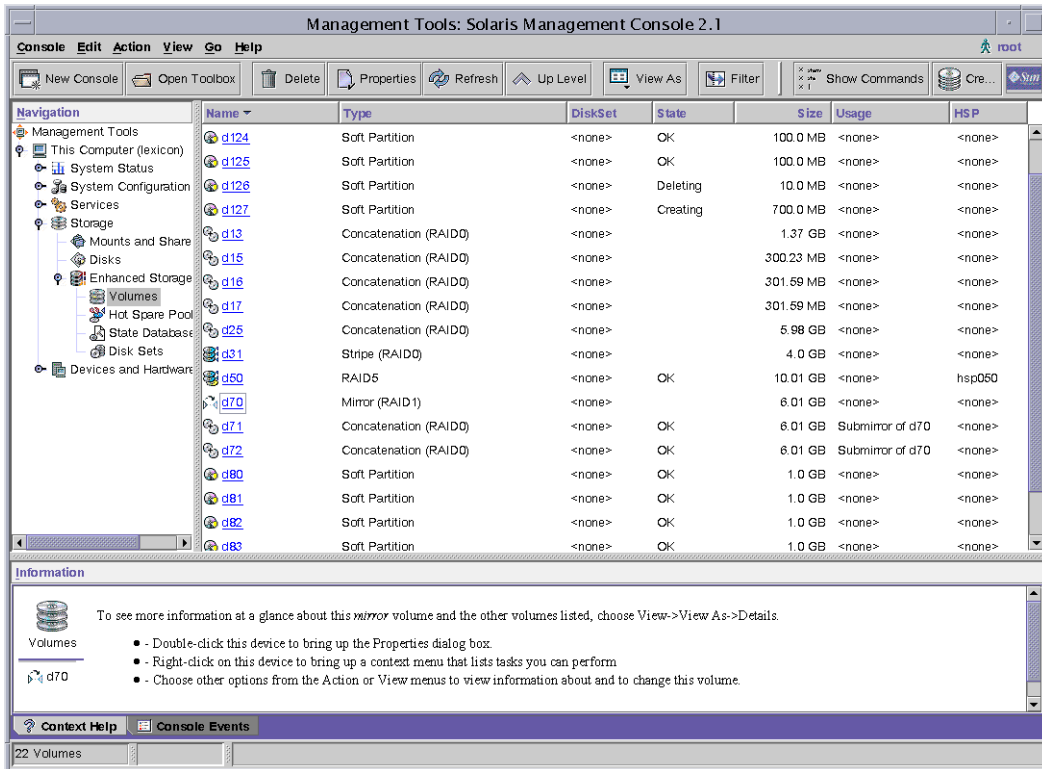 Management Tools: Solaris Management Console 2.1
Console Edit Action View Go Help root
New Console Open Toolbox Delete Properties Refresh Up Level View As Filter Show Commands Cre... Sun
Navigation
Management Tools
This Computer (lexicon)
System Status
System Configuration
Services
Storage
Mounts and Share
Disks
Enhanced Storage
Volumes
Hot Spare Pool
State Database
Disk Sets
Devices and Hardware
Name Type DiskSet State Size Usage HSP
d124 Soft Partition <none> OK 100.0 MB <none> <none>
d125 Soft Partition <none> OK 100.0 MB <none> <none>
d126 Soft Partition <none> Deleting 10.0 MB <none> <none>
d127 Soft Partition <none> Creating 700.0 MB <none> <none>
d13 Concatenation (RAID0) <none> 1.37 GB <none> <none>
d15 Concatenation (RAID0) <none> 300.23 MB <none> <none>
d16 Concatenation (RAID0) <none> 301.59 MB <none> <none>
d17 Concatenation (RAID0) <none> 301.59 MB <none> <none>
d25 Concatenation (RAID0) <none> 5.98 GB <none> <none>
d31 Stripe (RAID0) <none> 4.0 GB <none> <none>
d50 RAID5 <none> OK 10.01 GB <none> hsp050
d70 Mirror (RAID1) <none> 6.01 GB <none> <none>
d71 Concatenation (RAID0) <none> OK 6.01 GB Submirror of d70 <none>
d72 Concatenation (RAID0) <none> OK 6.01 GB Submirror of d70 <none>
d80 Soft Partition <none> OK 1.0 GB <none> <none>
d81 Soft Partition <none> OK 1.0 GB <none> <none>
d82 Soft Partition <none> OK 1.0 GB <none> <none>
d83 Soft Partition <none> OK 1.0 GB <none> <none>
Information
Volumes
d70
To see more information at a glance about this mirror volume and the other volumes listed, choose View->View As->Details.
- Double-click this device to bring up the Properties dialog box.
- Right-click on this device to bring up a context menu that lists tasks you can perform
- Choose other options from the Action or View menus to view information about and to change this volume.
Context Help Console Events
22 Volumes